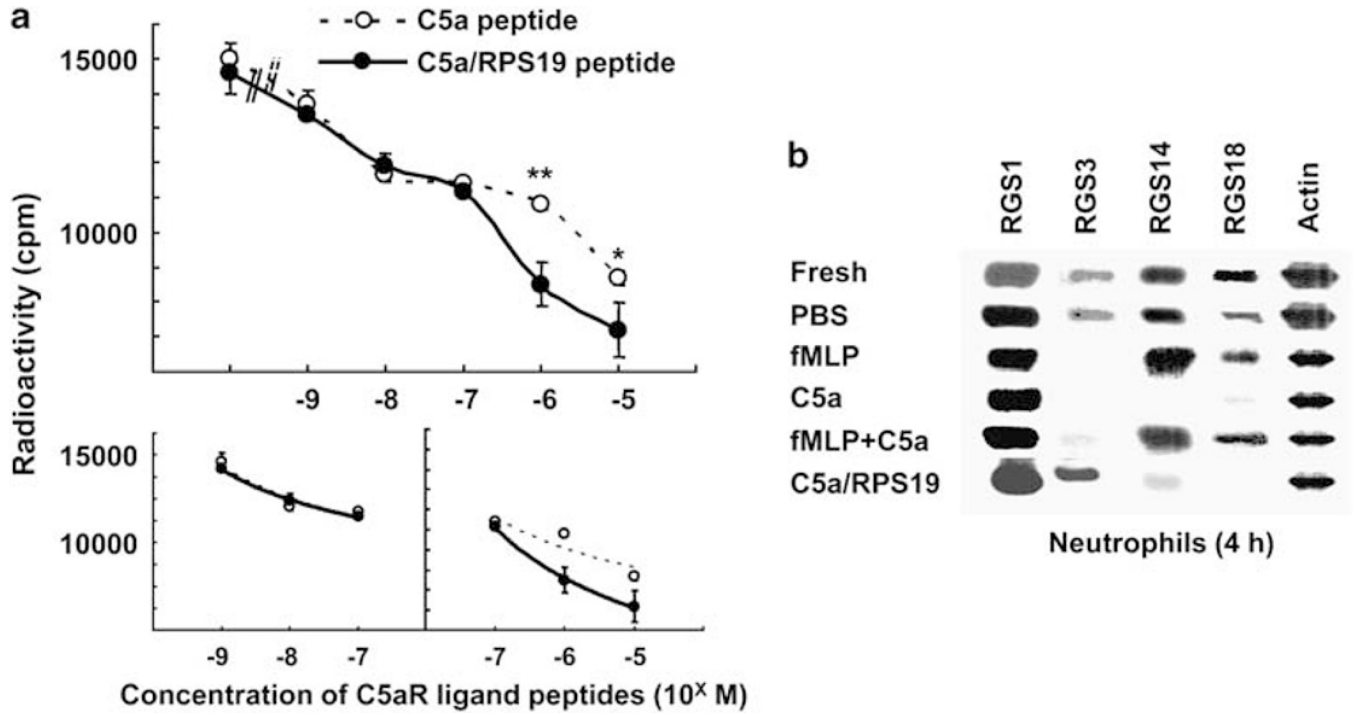 a
C5a peptide
C5a/RPS19 peptide
15000
10000
**
*
-9 -8 -7 -6 -5
15000
10000
-9 -8 -7 -7 -6 -5
Radioactivity (cpm)
Concentration of C5aR ligand peptides (10ˣ M)
b
RGS1 RGS3 RGS14 RGS18 Actin
Fresh
PBS
fMLP
C5a
fMLP+C5a
C5a/RPS19
Neutrophils (4 h)